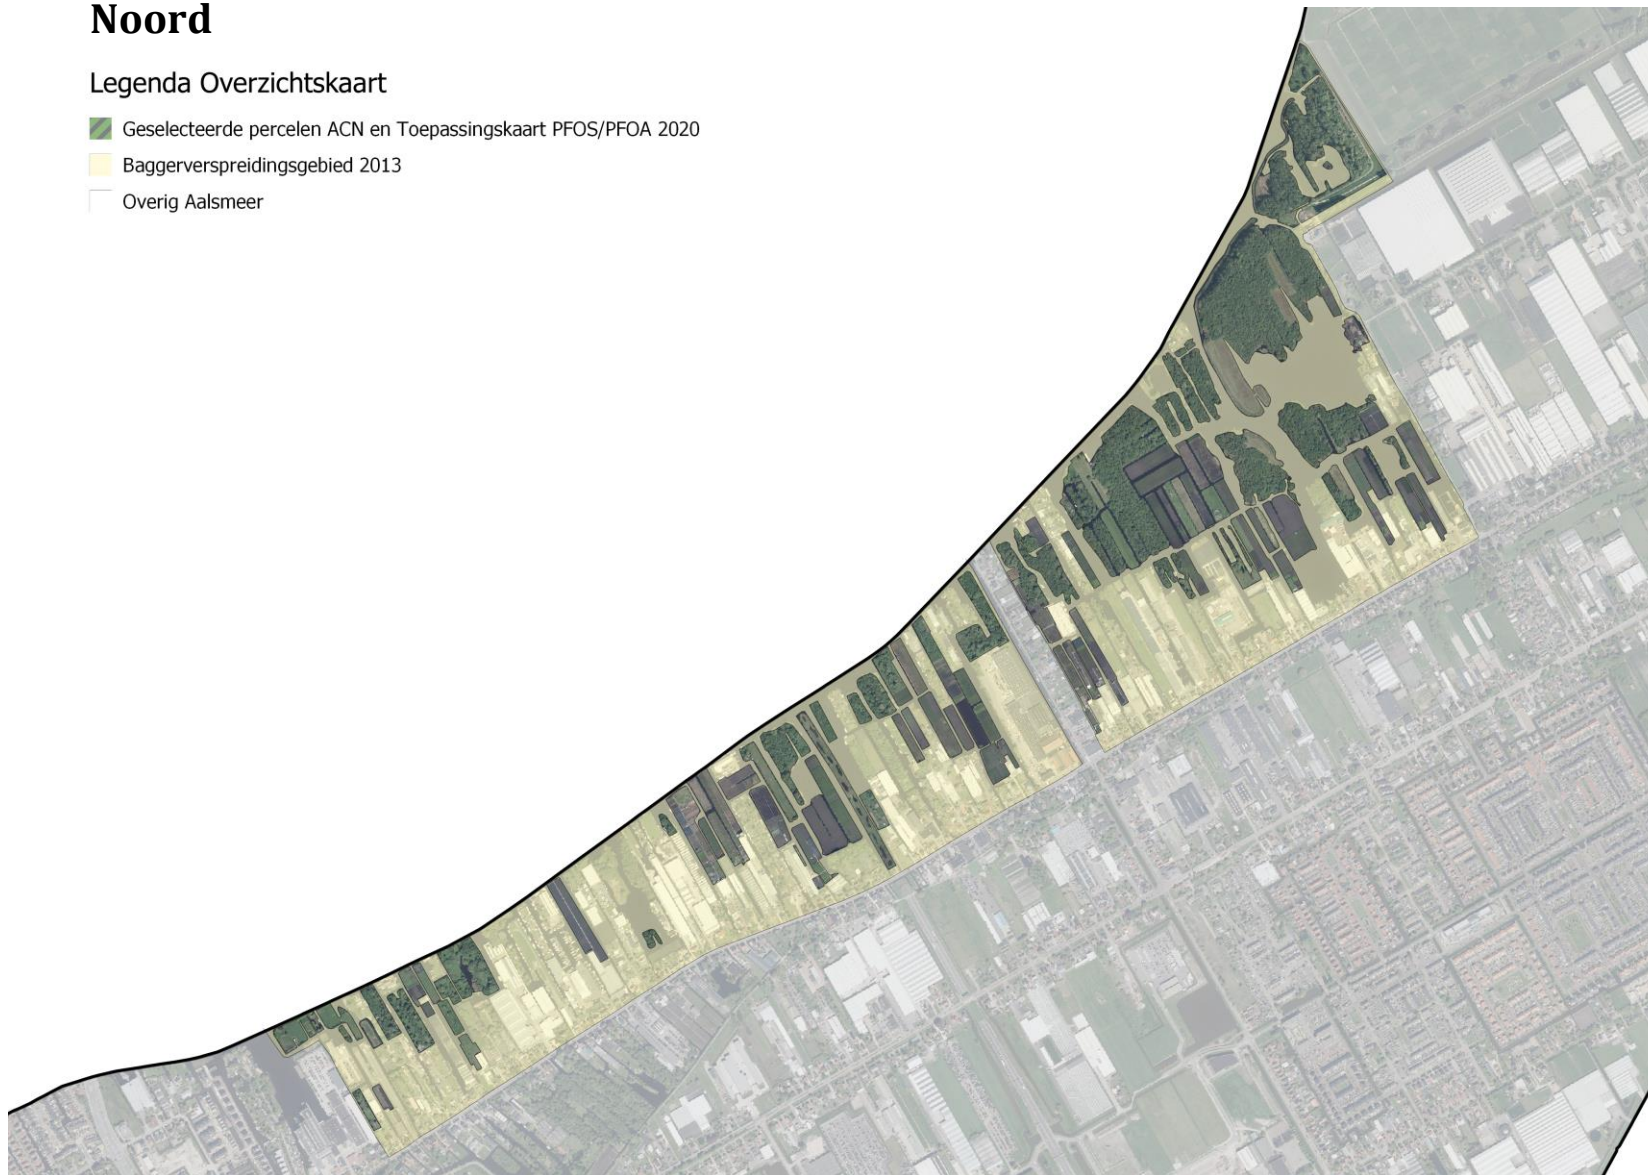 Noord
Legenda Overzichtskaart
Geselecteerde percelen ACN en Toepassingskaart PFOS/PFOA 2020
Baggerverspreidingsgebied 2013
Overig Aalsmeer